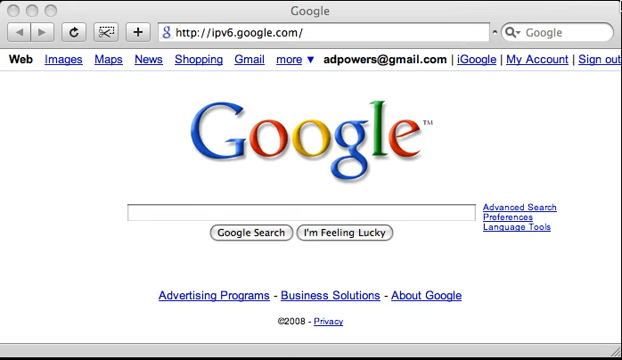 Google
http://ipv6.google.com/
Google
Web Images Maps News Shopping Gmail more ▼ adpowers@gmail.com | iGoogle | My Account | Sign out
Google™
Advanced Search
Preferences
Language Tools
Google Search I'm Feeling Lucky
Advertising Programs - Business Solutions - About Google
©2008 - Privacy